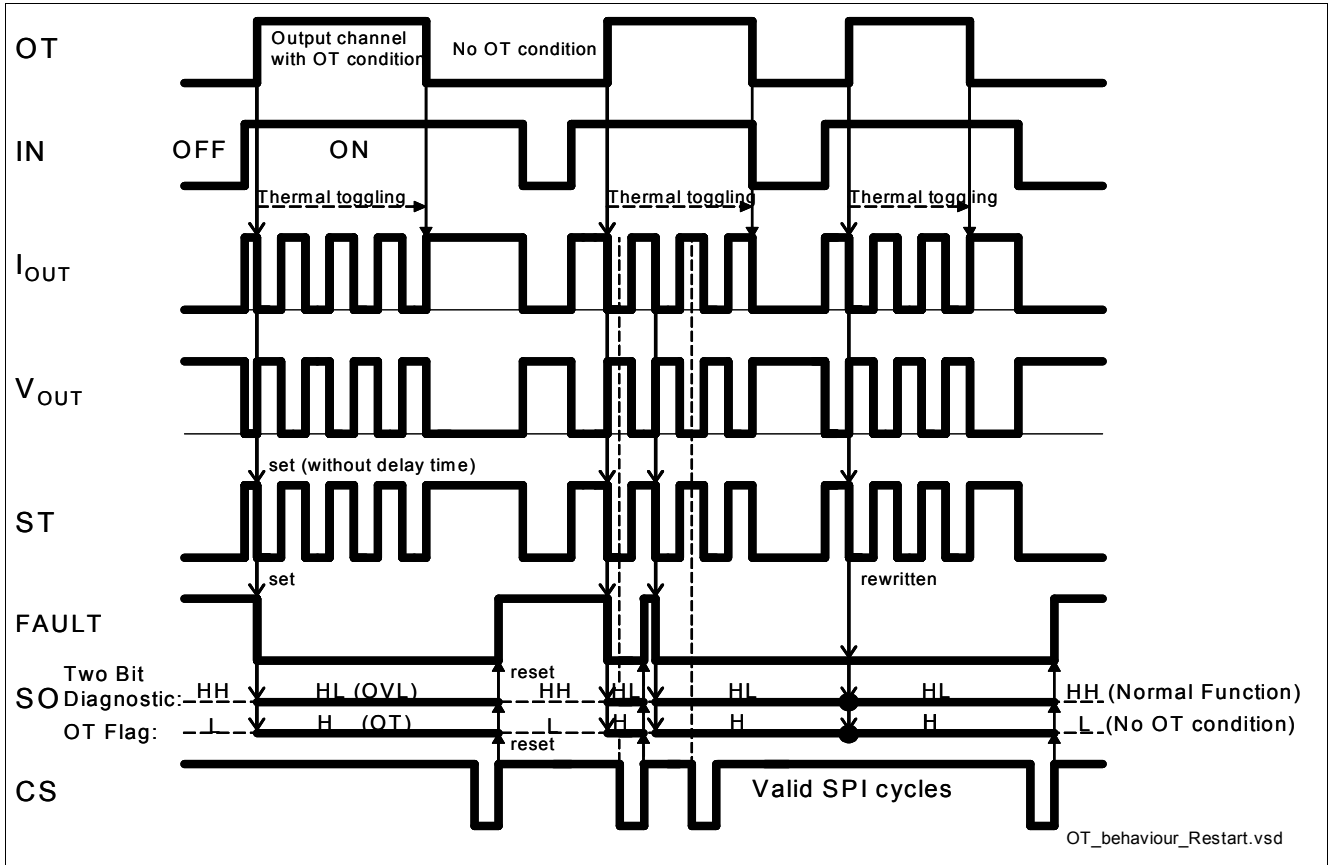 OT
Output channel
with OT condition
No OT condition
IN
OFF
ON
Thermal toggling
Thermal toggling
Thermal toggling
IOUT
VOUT
set (without delay time)
ST
set
rewritten
FAULT
Two Bit
SO Diagnostic:
HH
HL (OVL)
reset
HH
HL
HL
HL
HH (Normal Function)
OT Flag:
L
H (OT)
reset
L
H
H
H
L (No OT condition)
CS
Valid SPI cycles
OT_behaviour_Restart.vsd